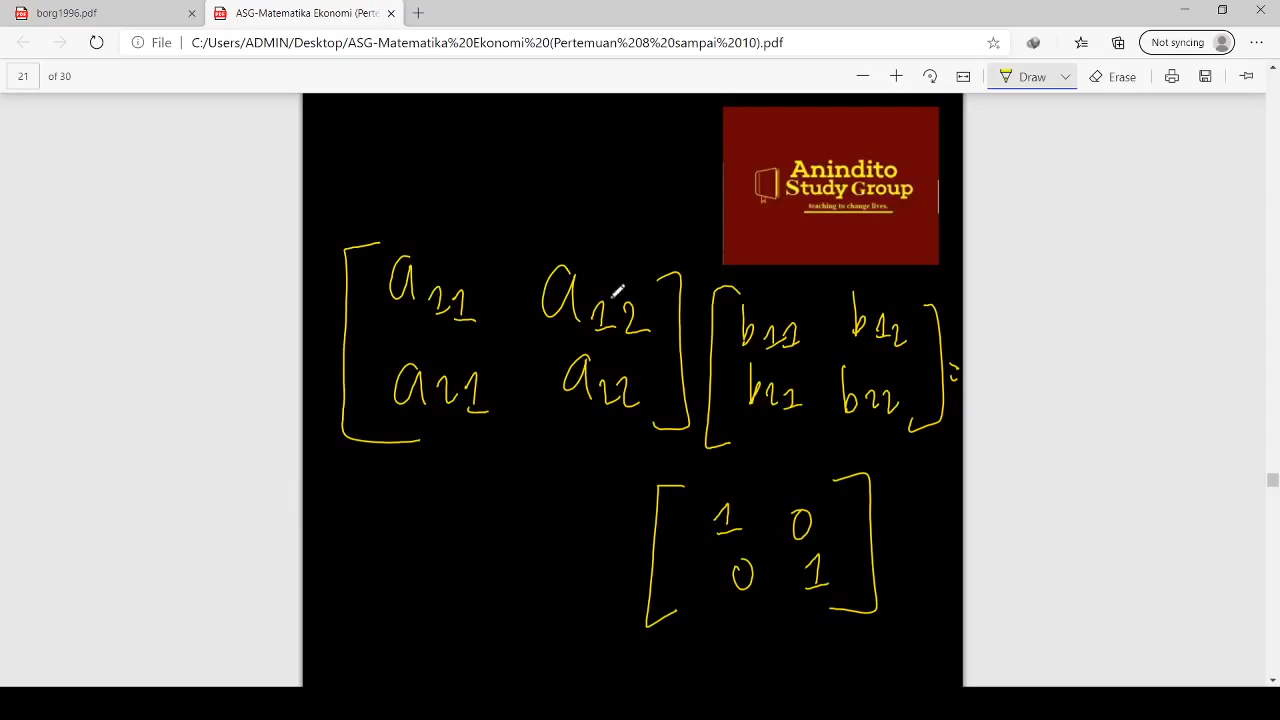 borg1996.pdf
ASG-Matematika Ekonomi (Perte
File C:/Users/ADMIN/Desktop/ASG-Matematika%20Ekonomi%20(Pertemuan%208%20sampai%2010).pdf
Not syncing
21 of 30
Draw
Erase
Anindito
Study Group
teaching to change lives.
[ a11 a12 ] [ b11 b12 ] =
[ a21 a22 ] [ b21 b22 ]
[ 1 0 ]
[ 0 1 ]